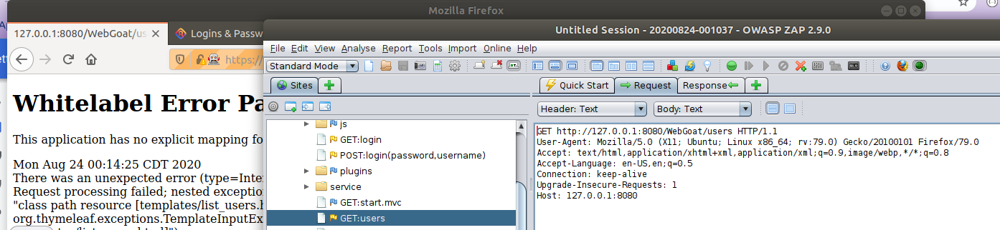 Mozilla Firefox
127.0.0.1:8080/WebGoat/us
Logins & Passw
https://
Whitelabel Error Pa
This application has no explicit mapping fo
Mon Aug 24 00:14:25 CDT 2020
There was an unexpected error (type=Inte
Request processing failed; nested exceptio
"class path resource [templates/list_users.h
org.thymeleaf.exceptions.TemplateInputEx
Untitled Session - 20200824-001037 - OWASP ZAP 2.9.0
File Edit View Analyse Report Tools Import Online Help
Standard Mode
Sites
Quick Start
Request
Response
Header: Text
Body: Text
js
GET:login
POST:login(password,username)
plugins
service
GET:start.mvc
GET:users
GET http://127.0.0.1:8080/WebGoat/users HTTP/1.1
User-Agent: Mozilla/5.0 (X11; Ubuntu; Linux x86_64; rv:79.0) Gecko/20100101 Firefox/79.0
Accept: text/html,application/xhtml+xml,application/xml;q=0.9,image/webp,*/*;q=0.8
Accept-Language: en-US,en;q=0.5
Connection: keep-alive
Upgrade-Insecure-Requests: 1
Host: 127.0.0.1:8080